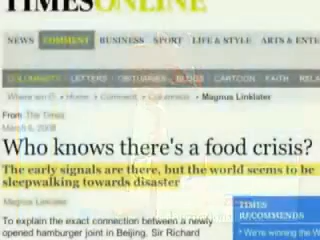 TIMESONLINE
NEWS COMMENT BUSINESS SPORT LIFE & STYLE ARTS & ENTE
COLUMNISTS LETTERS OBITUARIES BLOGS CARTOON FAITH RELA
Where am I? Home Comment Columnists Magnus Linklater
From The Times
March 5, 2008
Who knows there's a food crisis?
The early signals are there, but the world seems to be
sleepwalking towards disaster
Magnus Linklater
To explain the exact connection between a newly
opened hamburger joint in Beijing, Sir Richard
TIMES
RECOMMENDS
We're winning the W